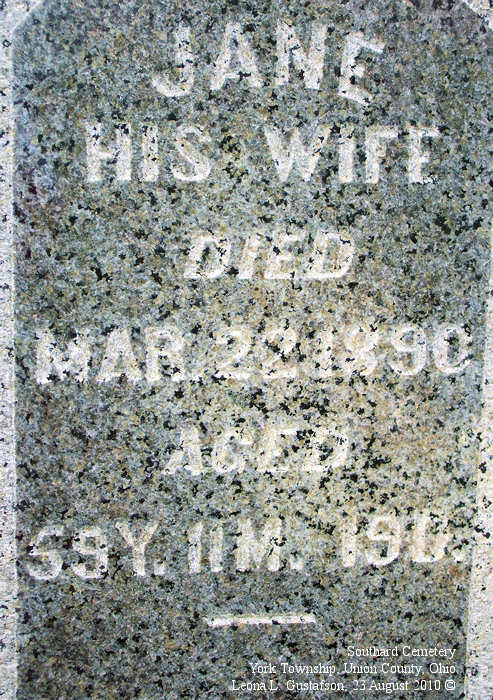 JANE
HIS WIFE
DIED
MAR. 22. 1890
AGED
59Y. 11M. 19D.
Southard Cemetery
York Township, Union County, Ohio
Leona L. Gustafson, 23 August 2010 ©